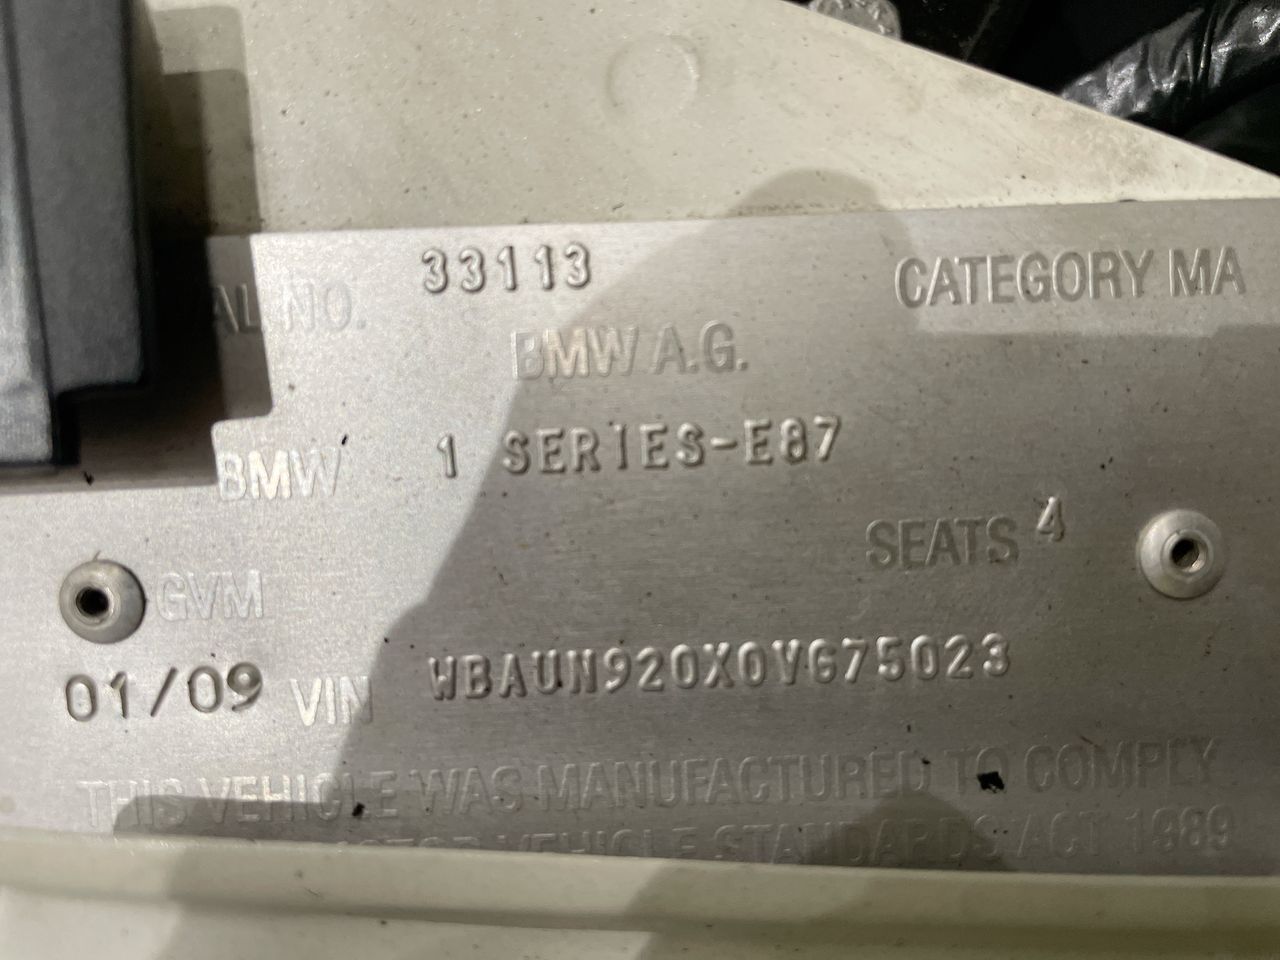 AL NO. 33113 CATEGORY MA
BMW A.G.
BMW 1 SERIES-E87
SEATS 4
GVM
01/09 VIN WBAUN920X0VG75023
THIS VEHICLE WAS MANUFACTURED TO COMPLY
MOTOR VEHICLE STANDARDS ACT 1989